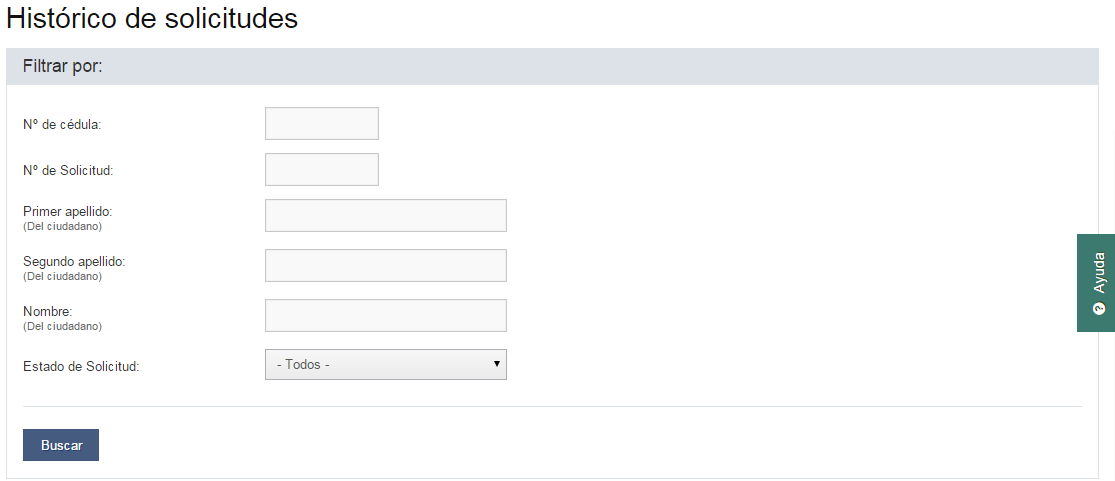 Histórico de solicitudes
Filtrar por:
Nº de cédula:
Nº de Solicitud:
Primer apellido:
(Del ciudadano)
Segundo apellido:
(Del ciudadano)
Nombre:
(Del ciudadano)
Estado de Solicitud:
- Todos -
Buscar
Ayuda